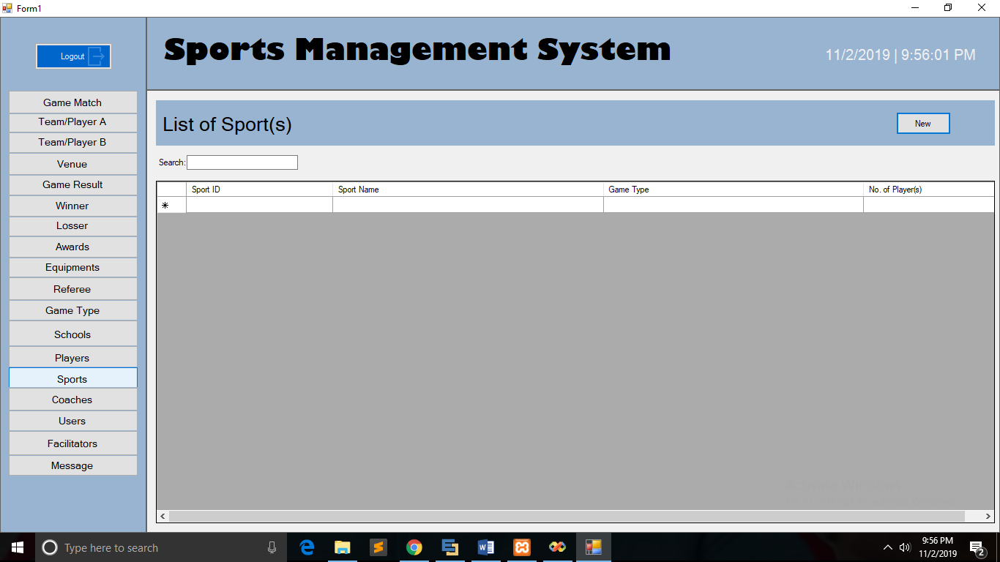 Form1
Logout
Sports Management System
11/2/2019 | 9:56:01 PM
Game Match
Team/Player A
Team/Player B
Venue
Game Result
Winner
Losser
Awards
Equipments
Referee
Game Type
Schools
Players
Sports
Coaches
Users
Facilitators
Message
List of Sport(s)
New
Search:
Sport ID Sport Name Game Type No. of Player(s)
Type here to search
9:56 PM
11/2/2019
2